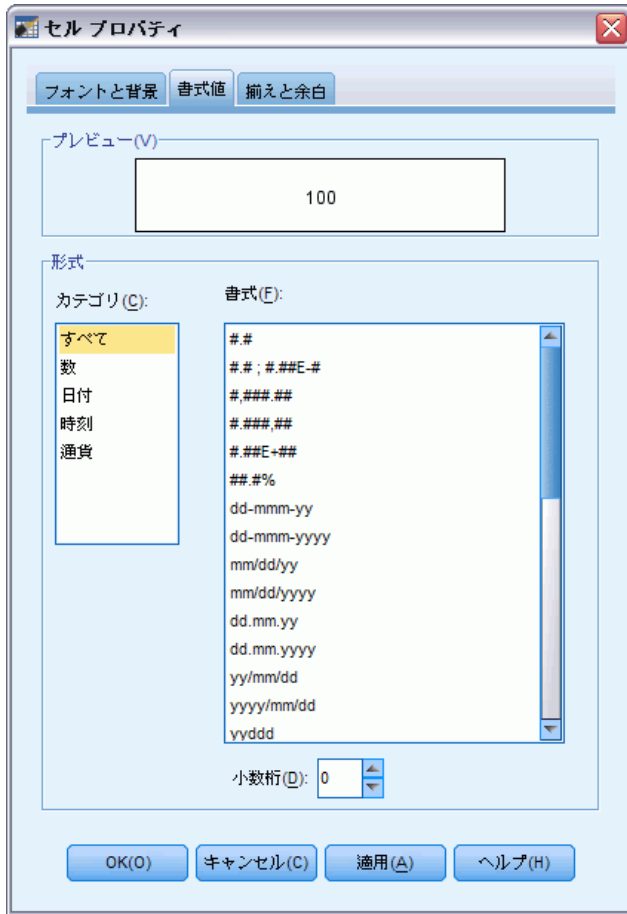 セル プロパティ
フォントと背景 書式値 揃えと余白
プレビュー(V)
100
形式
カテゴリ(C):
すべて
数
日付
時刻
通貨
書式(F):
#.#
#.# ; #.##E-#
#,###.##
#.###,##
#.##E+##
##.#%
dd-mmm-yy
dd-mmm-yyyy
mm/dd/yy
mm/dd/yyyy
dd.mm.yy
dd.mm.yyyy
yy/mm/dd
yyyy/mm/dd
yyddd
小数桁(D): 0
OK(O) キャンセル(C) 適用(A) ヘルプ(H)